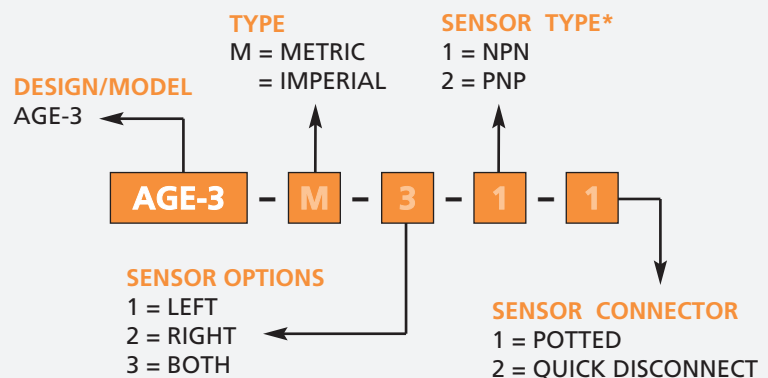 TYPE
M = METRIC
= IMPERIAL
SENSOR TYPE*
1 = NPN
2 = PNP
DESIGN/MODEL
AGE-3
AGE-3 - M - 3 - 1 - 1
SENSOR OPTIONS
1 = LEFT
2 = RIGHT
3 = BOTH
SENSOR CONNECTOR
1 = POTTED
2 = QUICK DISCONNECT